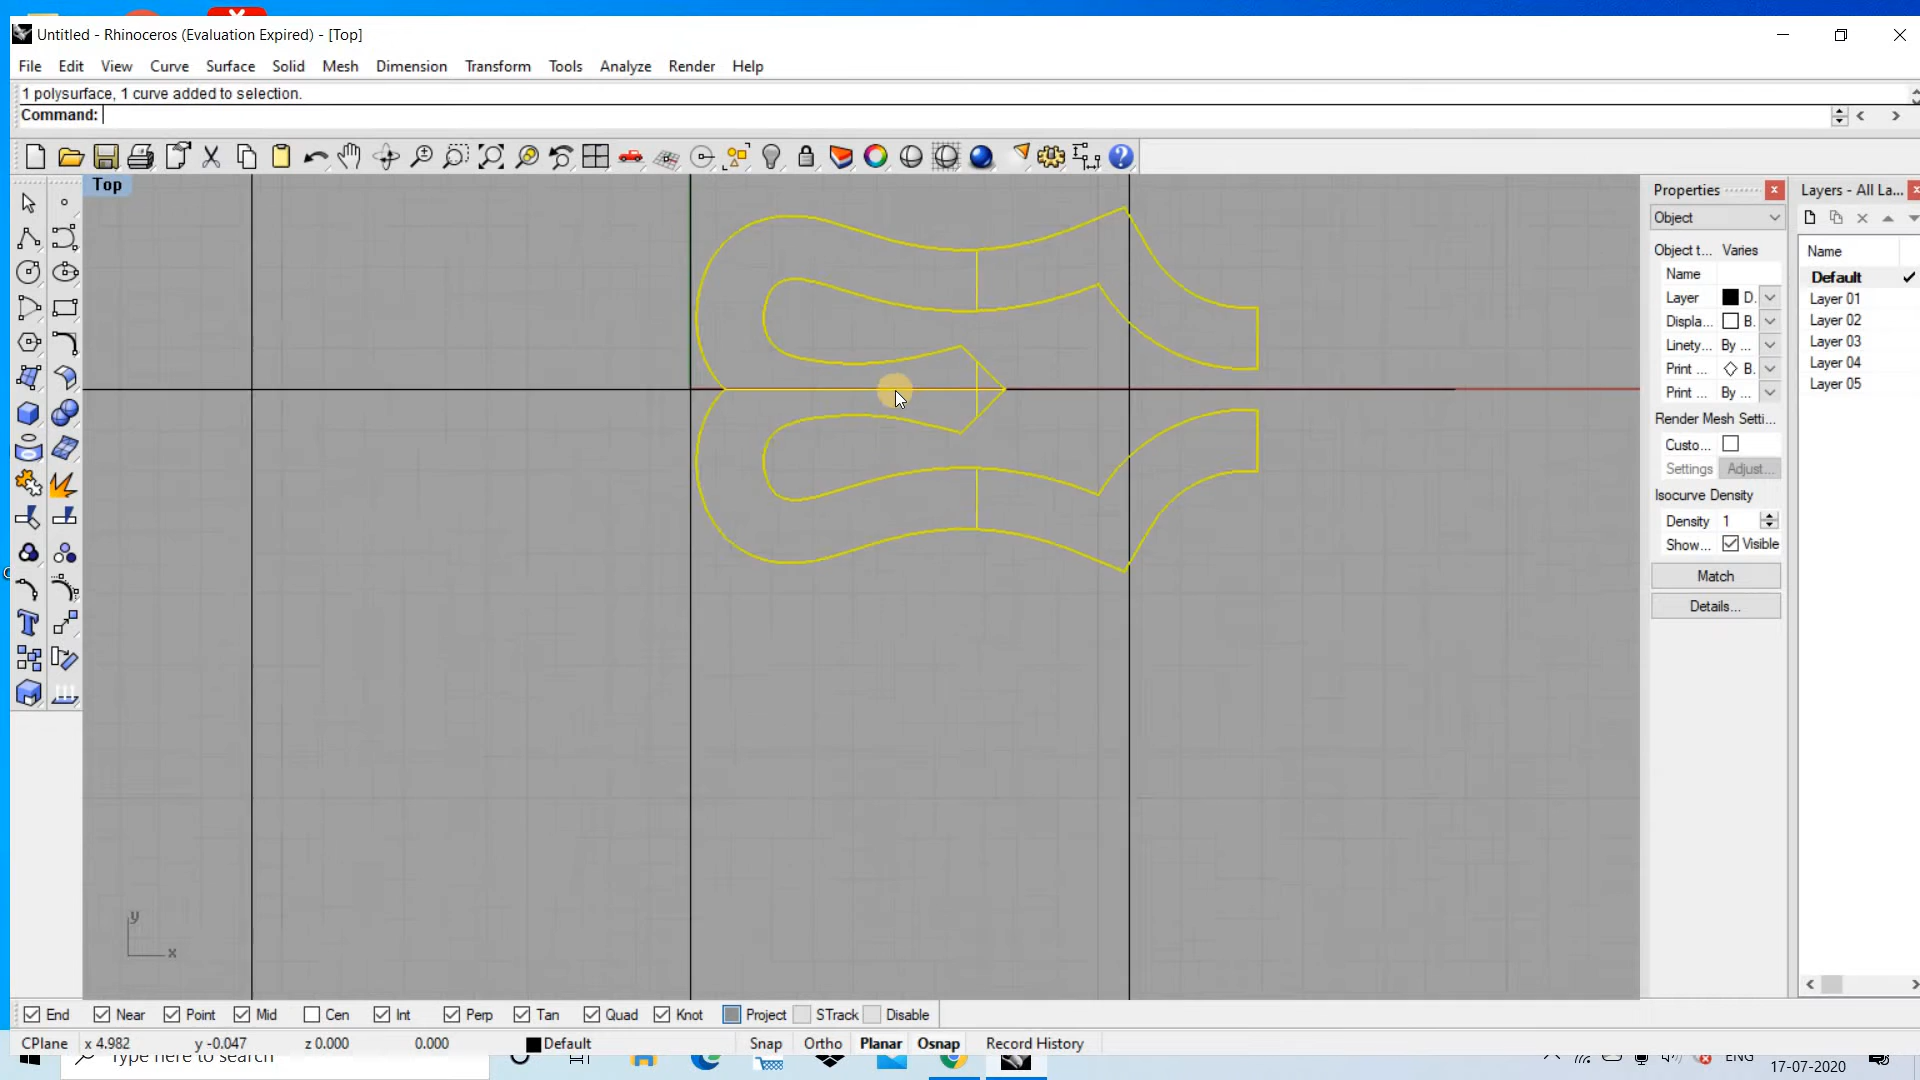 Untitled - Rhinoceros (Evaluation Expired) - [Top]
File Edit View Curve Surface Solid Mesh Dimension Transform Tools Analyze Render Help
1 polysurface, 1 curve added to selection.
Command:
Top
Properties
Object
Object t... Varies
Name
Layer D.
Displa... B.
Linety... By ...
Print ... B.
Print ... By ...
Render Mesh Setti...
Custo...
Settings Adjust...
Isocurve Density
Density 1
Show... Visible
Match
Details...
Layers - All La...
Name
Default
Layer 01
Layer 02
Layer 03
Layer 04
Layer 05
y
x
End Near Point Mid Cen Int Perp Tan Quad Knot Project STrack Disable
CPlane x 4.982 y -0.047 z 0.000 0.000 Default Snap Ortho Planar Osnap Record History
Type here to search
ENG
17-07-2020